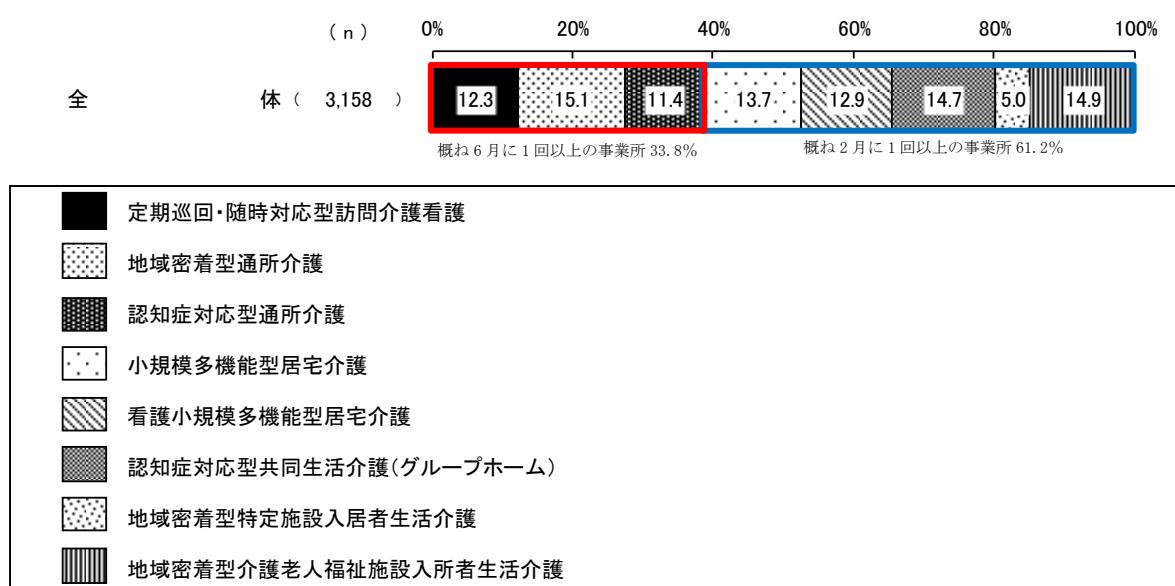 （ n ） 0% 20% 40% 60% 80% 100%
全 体 （ 3,158 ） 12.3 15.1 11.4 13.7 12.9 14.7 5.0 14.9
概ね6月に1回以上の事業所 33.8% 概ね2月に1回以上の事業所 61.2%
定期巡回・随時対応型訪問介護看護
地域密着型通所介護
認知症対応型通所介護
小規模多機能型居宅介護
看護小規模多機能型居宅介護
認知症対応型共同生活介護（グループホーム）
地域密着型特定施設入居者生活介護
地域密着型介護老人福祉施設入所者生活介護